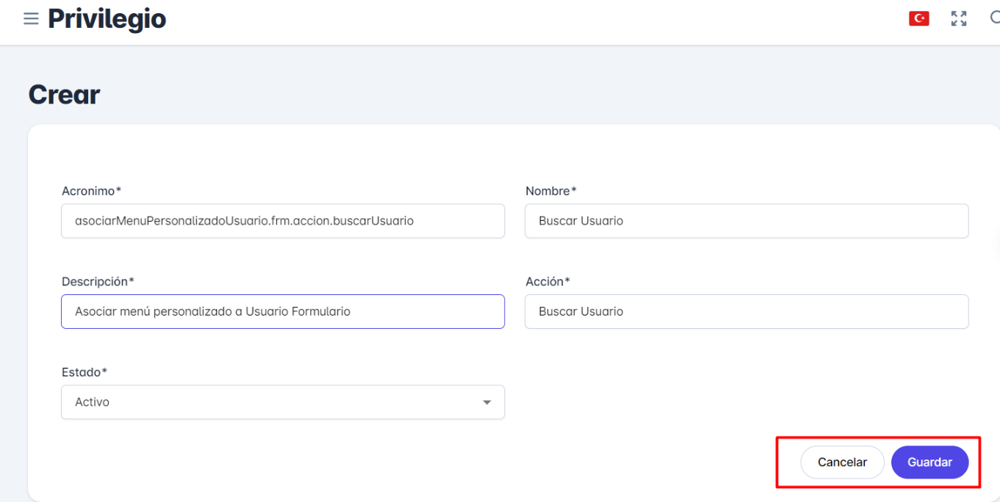 Privilegio
Crear
Acronimo*
Nombre*
asociarMenuPersonalizadoUsuario.frm.accion.buscarUsuario
Buscar Usuario
Descripción*
Acción*
Asociar menú personalizado a Usuario Formulario
Buscar Usuario
Estado*
Activo
Cancelar
Guardar